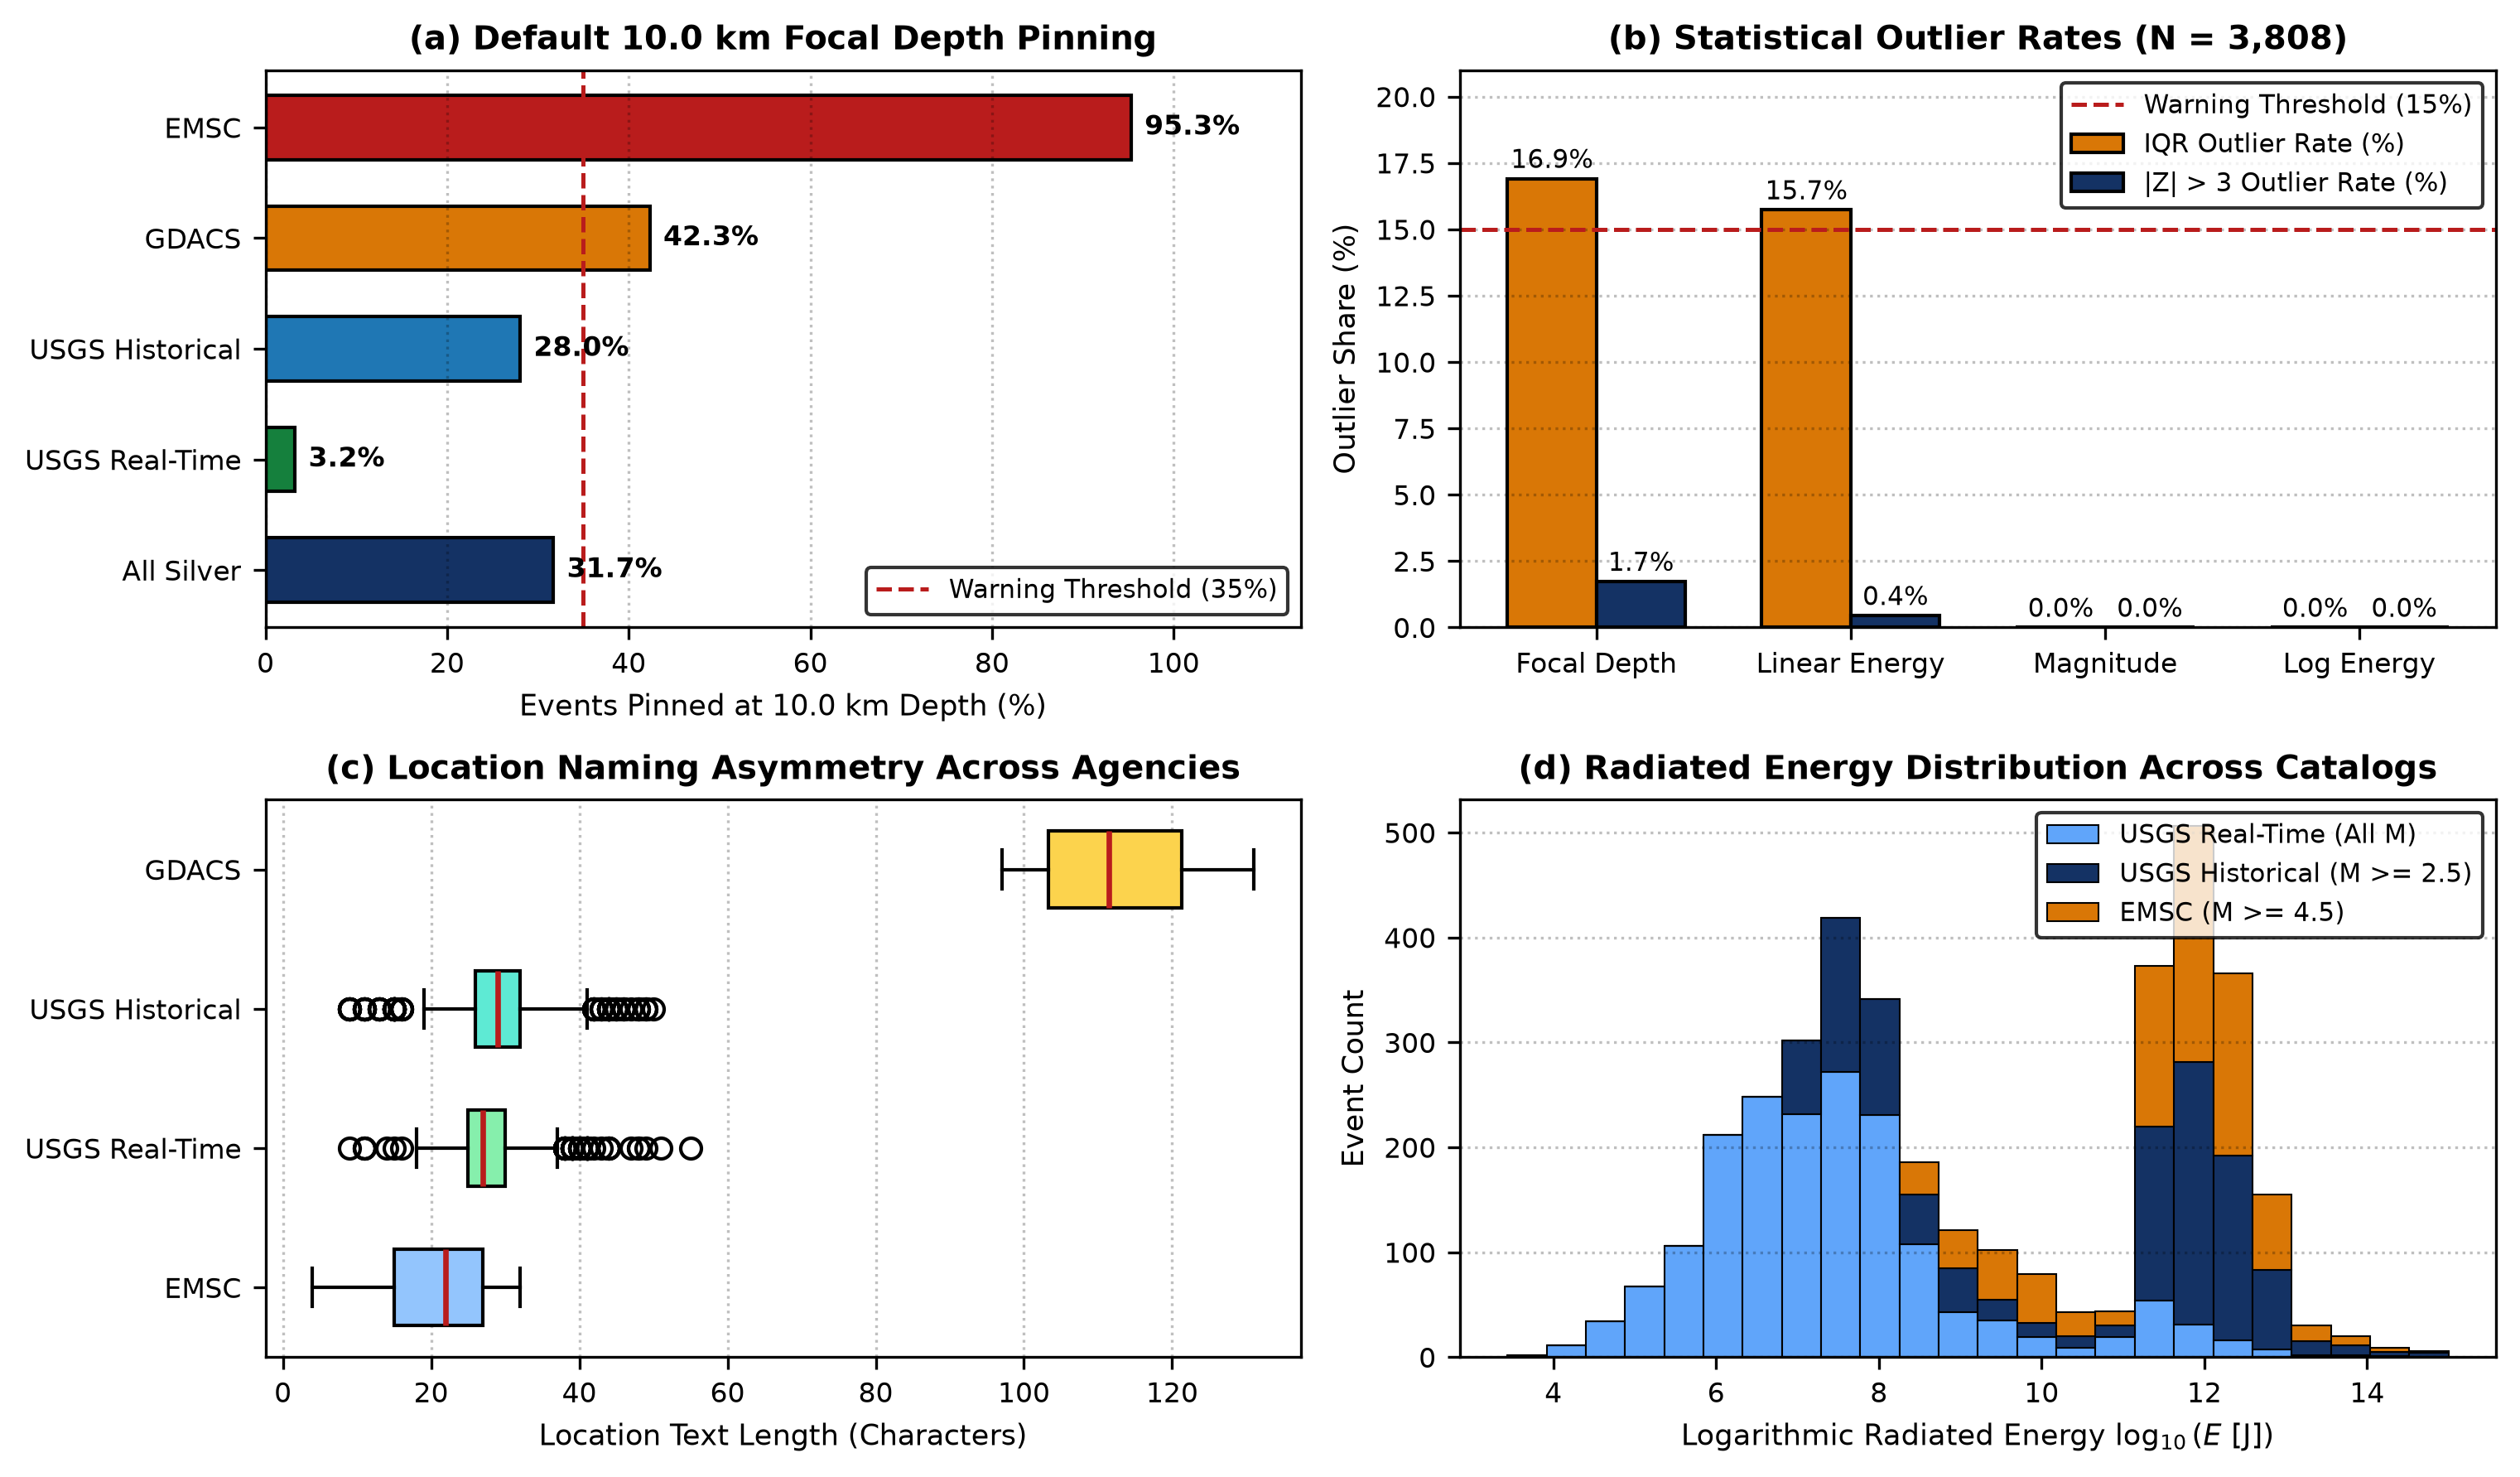 (a) Default 10.0 km Focal Depth Pinning
EMSC
95.3%
GDACS
42.3%
USGS Historical
28.0%
USGS Real-Time
3.2%
All Silver
31.7%
Warning Threshold (35%)
0 20 40 60 80 100
Events Pinned at 10.0 km Depth (%)
(b) Statistical Outlier Rates (N = 3,808)
Outlier Share (%)
20.0
17.5
15.0
12.5
10.0
7.5
5.0
2.5
0.0
Warning Threshold (15%)
IQR Outlier Rate (%)
|Z| > 3 Outlier Rate (%)
16.9%
1.7%
15.7%
0.4%
0.0% 0.0%
0.0% 0.0%
Focal Depth Linear Energy Magnitude Log Energy
(c) Location Naming Asymmetry Across Agencies
GDACS
USGS Historical
USGS Real-Time
EMSC
0 20 40 60 80 100 120
Location Text Length (Characters)
(d) Radiated Energy Distribution Across Catalogs
Event Count
500
400
300
200
100
0
USGS Real-Time (All M)
USGS Historical (M >= 2.5)
EMSC (M >= 4.5)
4 6 8 10 12 14
Logarithmic Radiated Energy log₁₀(E [J])